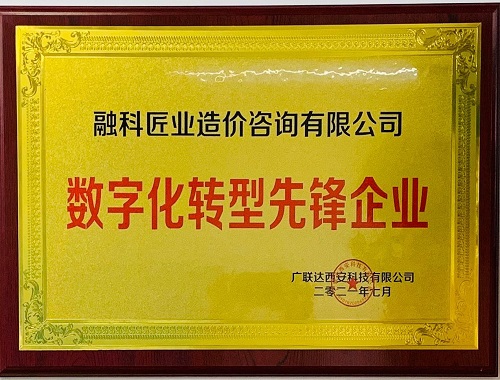 融科匠业造价咨询有限公司
数字化转型先锋企业
广联达西安科技有限公司
二零二一年七月